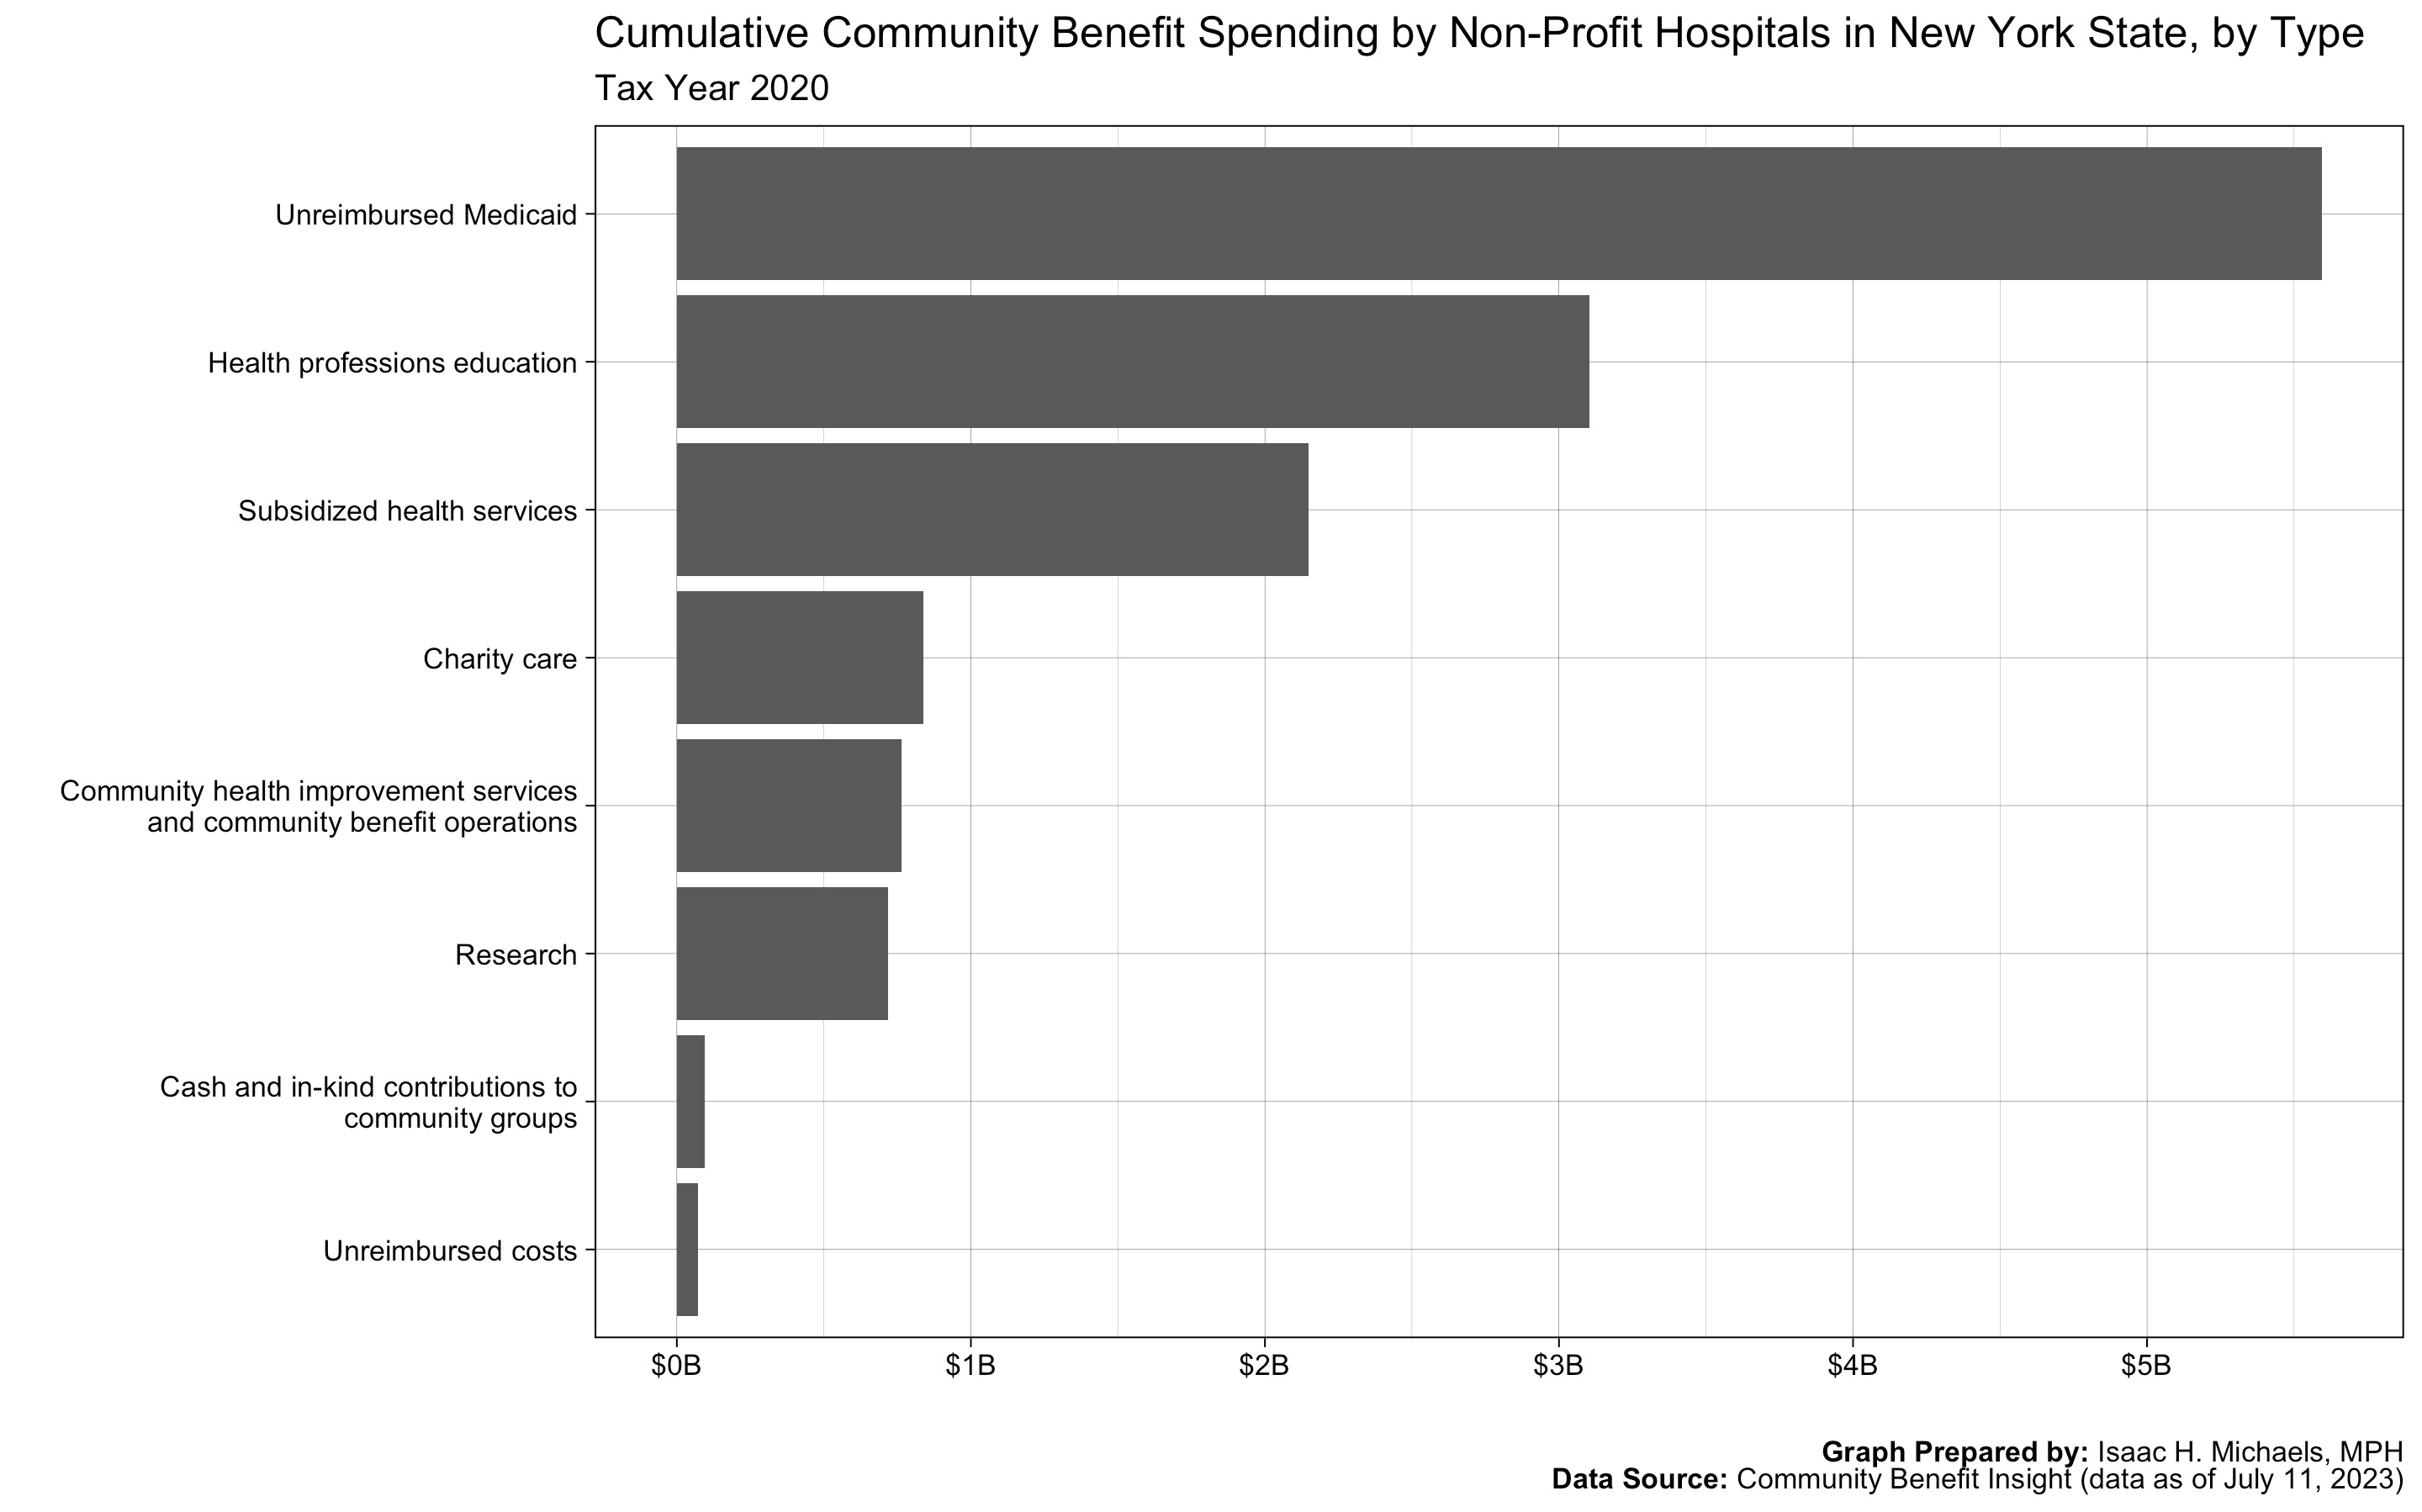 Cumulative Community Benefit Spending by Non-Profit Hospitals in New York State, by Type
Tax Year 2020
Unreimbursed Medicaid
Health professions education
Subsidized health services
Charity care
Community health improvement services
and community benefit operations
Research
Cash and in-kind contributions to
community groups
Unreimbursed costs
$0B $1B $2B $3B $4B $5B
Graph Prepared by: Isaac H. Michaels, MPH
Data Source: Community Benefit Insight (data as of July 11, 2023)